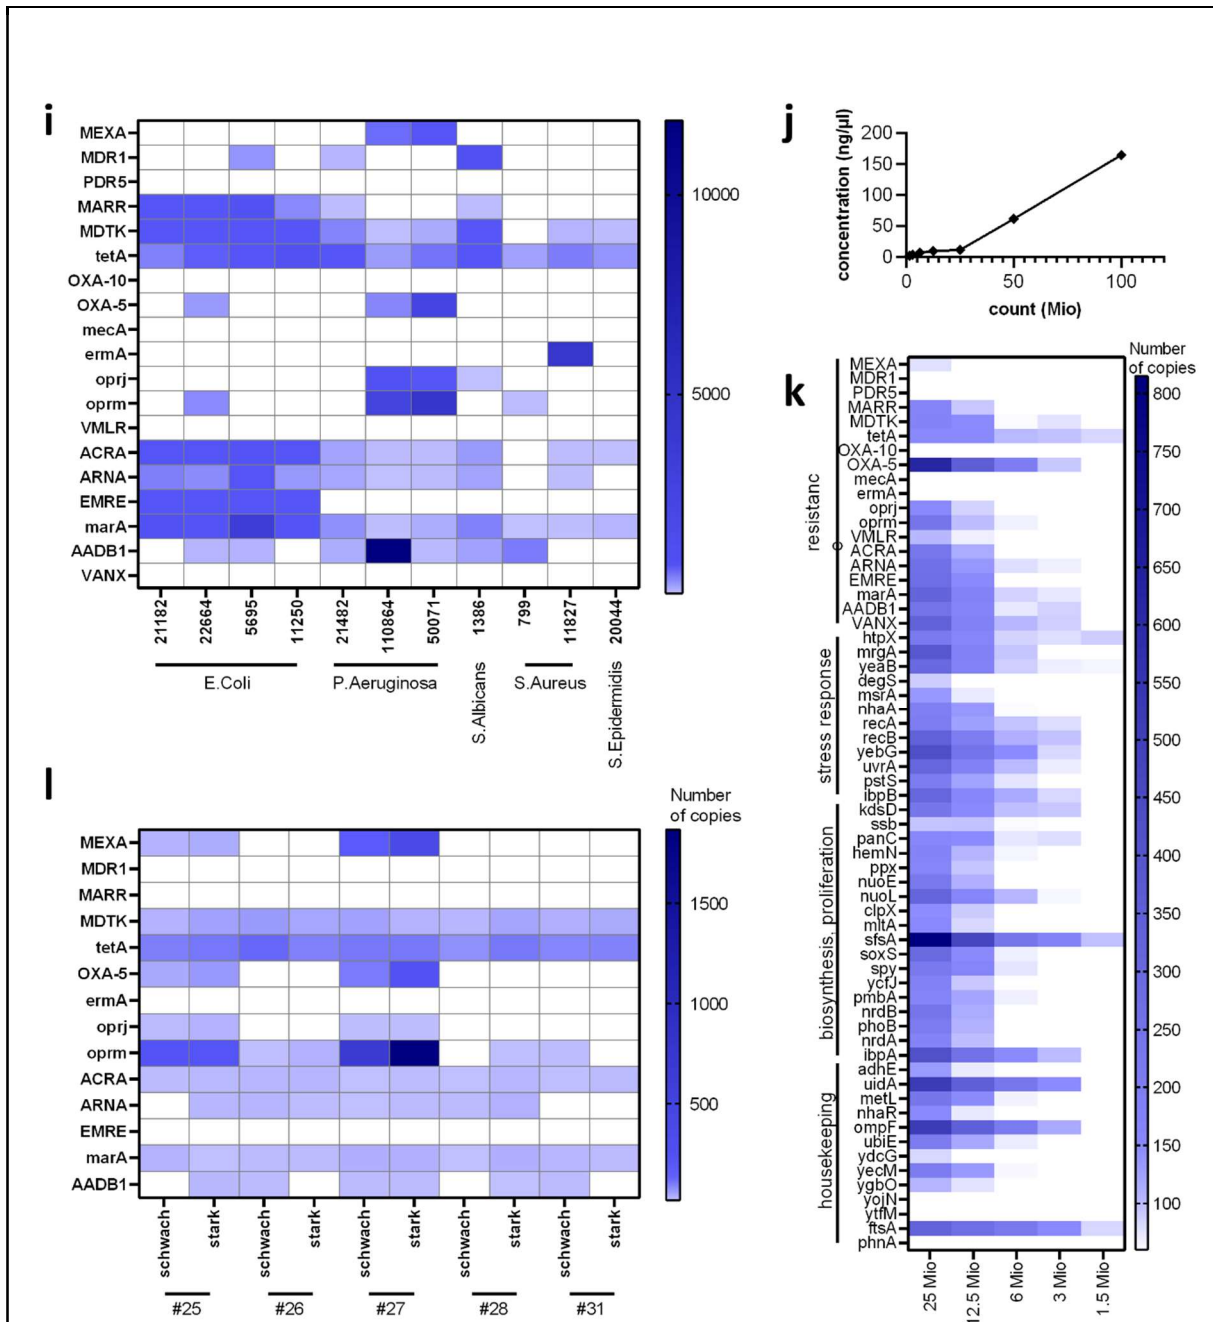 i
MEXA
MDR1
PDR5
MARR
MDTK
tetA
OXA-10
OXA-5
mecA
ermA
oprj
oprm
VMLR
ACRA
ARNA
EMRE
marA
AADB1
VANX
21182
22664
5695
11250
21482
110864
50071
1386
799
11827
20044
E.Coli
P.Aeruginosa
S.Albicans
S.Aureus
S.Epidermidis
10000
5000
j
concentration (ng/µl)
200
150
100
50
0
0
50
100
count (Mio)
k
Number
of copies
resistanc
e
stress response
biosynthesis, proliferation
housekeeping
MEXA
MDR1
PDR5
MARR
MDTK
tetA
OXA-10
OXA-5
mecA
ermA
oprj
oprm
VMLR
ACRA
ARNA
EMRE
marA
AADB1
VANX
htpX
mrgA
yeaB
degS
msrA
nhaA
recA
recB
yebG
uvrA
pstS
ibpB
kdsD
ssb
panC
hemN
ppx
nuoE
nuoL
clpX
mltA
sfsA
soxS
spy
ycfJ
pmbA
nrdB
phoB
nrdA
ibpA
adhE
uidA
metL
nhaR
ompF
ubiE
ydcG
yecM
ygbO
yojN
ytfM
ftsA
phnA
25 Mio
12.5 Mio
6 Mio
3 Mio
1.5 Mio
800
750
700
650
600
550
500
450
400
350
300
250
200
150
100
l
Number
of copies
MEXA
MDR1
MARR
MDTK
tetA
OXA-5
ermA
oprj
oprm
ACRA
ARNA
EMRE
marA
AADB1
schwach
stark
schwach
stark
schwach
stark
schwach
stark
schwach
stark
#25
#26
#27
#28
#31
1500
1000
500